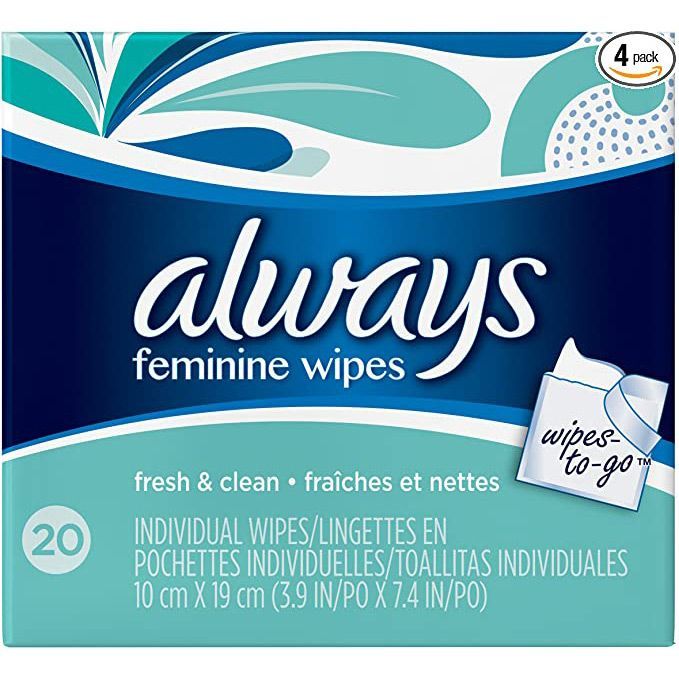 4 pack
always
feminine wipes
wipes-
to-go™
fresh & clean • fraîches et nettes
20
INDIVIDUAL WIPES/LINGETTES EN
POCHETTES INDIVIDUELLES/TOALLITAS INDIVIDUALES
10 cm X 19 cm (3.9 IN/PO X 7.4 IN/PO)